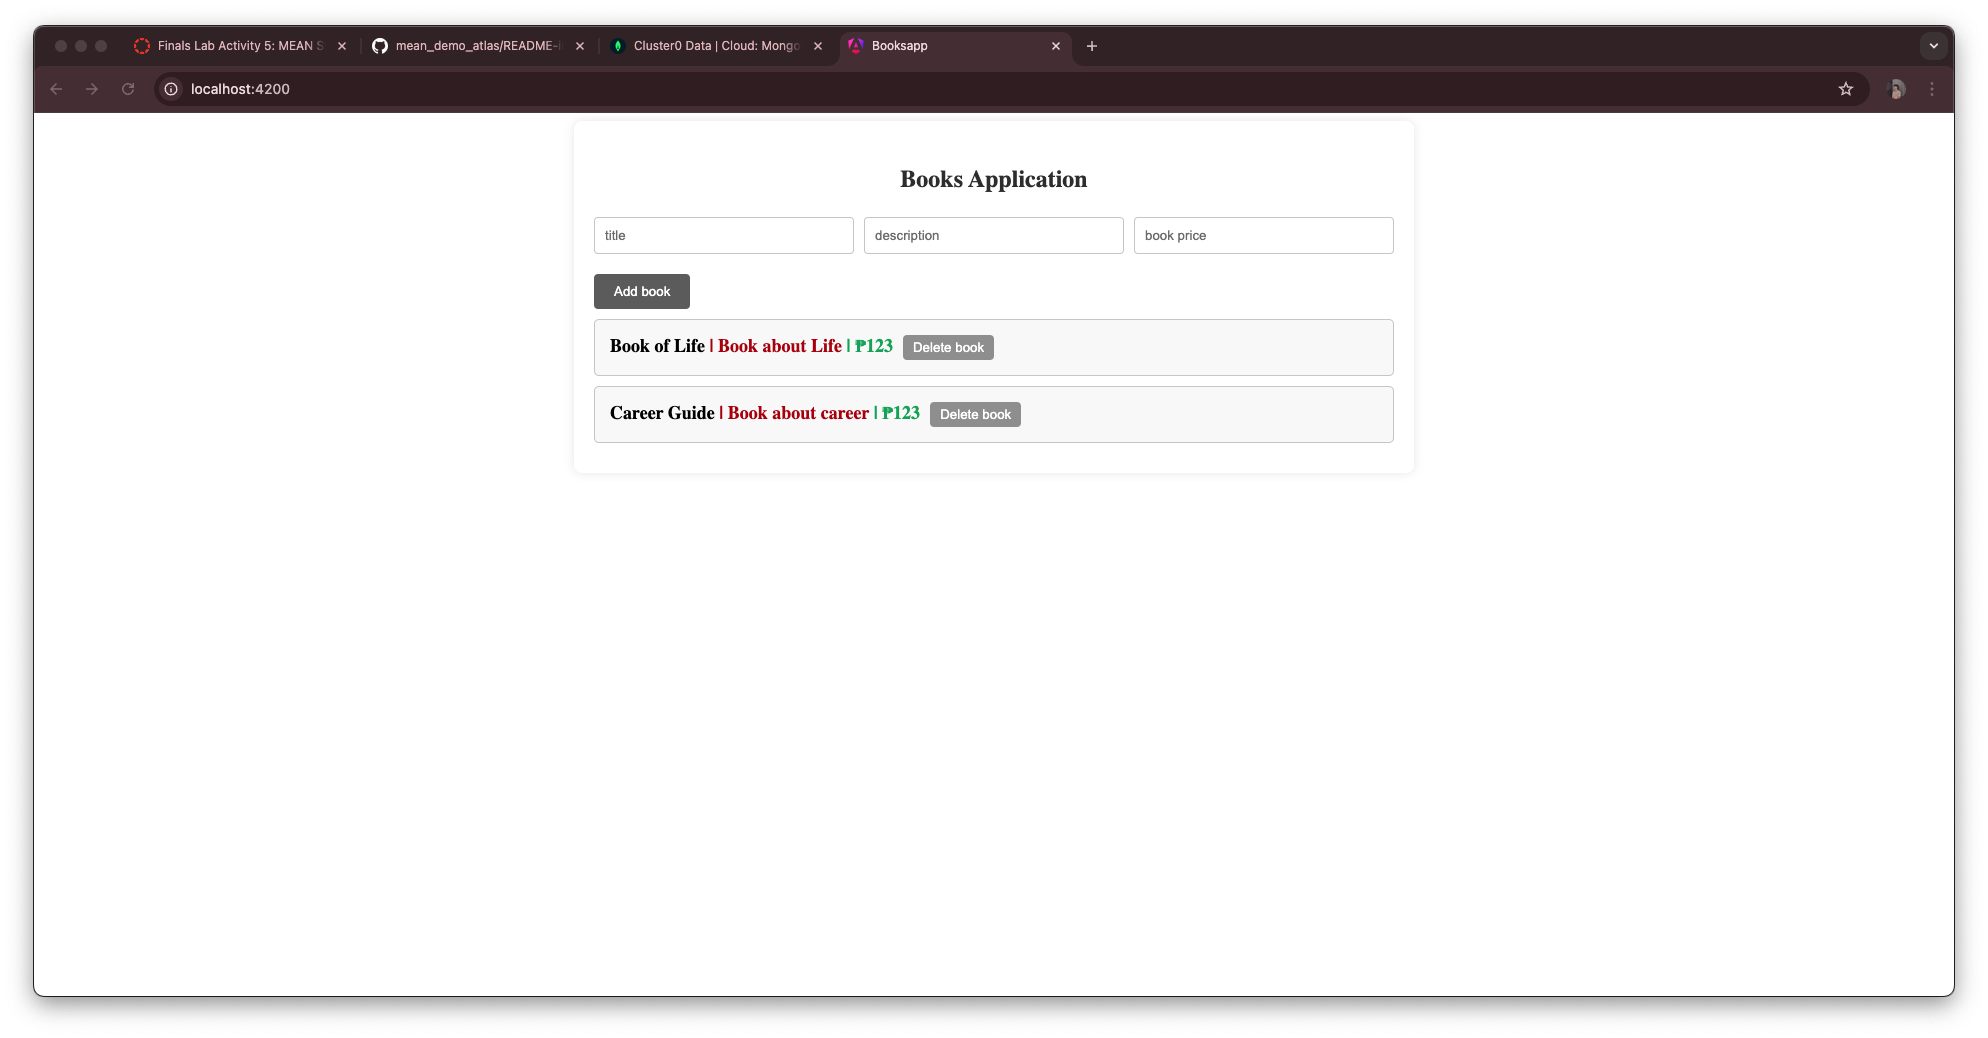 Finals Lab Activity 5: MEAN S
mean_demo_atlas/README-i
Cluster0 Data | Cloud: Mongo
Booksapp
localhost:4200
Books Application
title
description
book price
Add book
Book of Life | Book about Life | ₱123 Delete book
Career Guide | Book about career | ₱123 Delete book